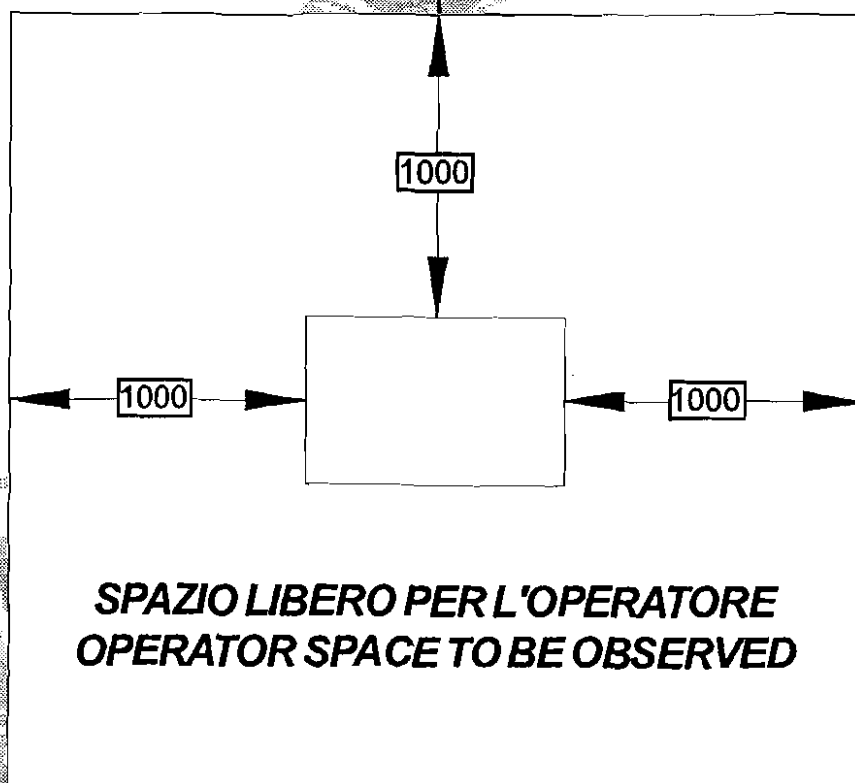 1000
1000
1000
SPAZIO LIBERO PER L'OPERATORE
OPERATOR SPACE TO BE OBSERVED